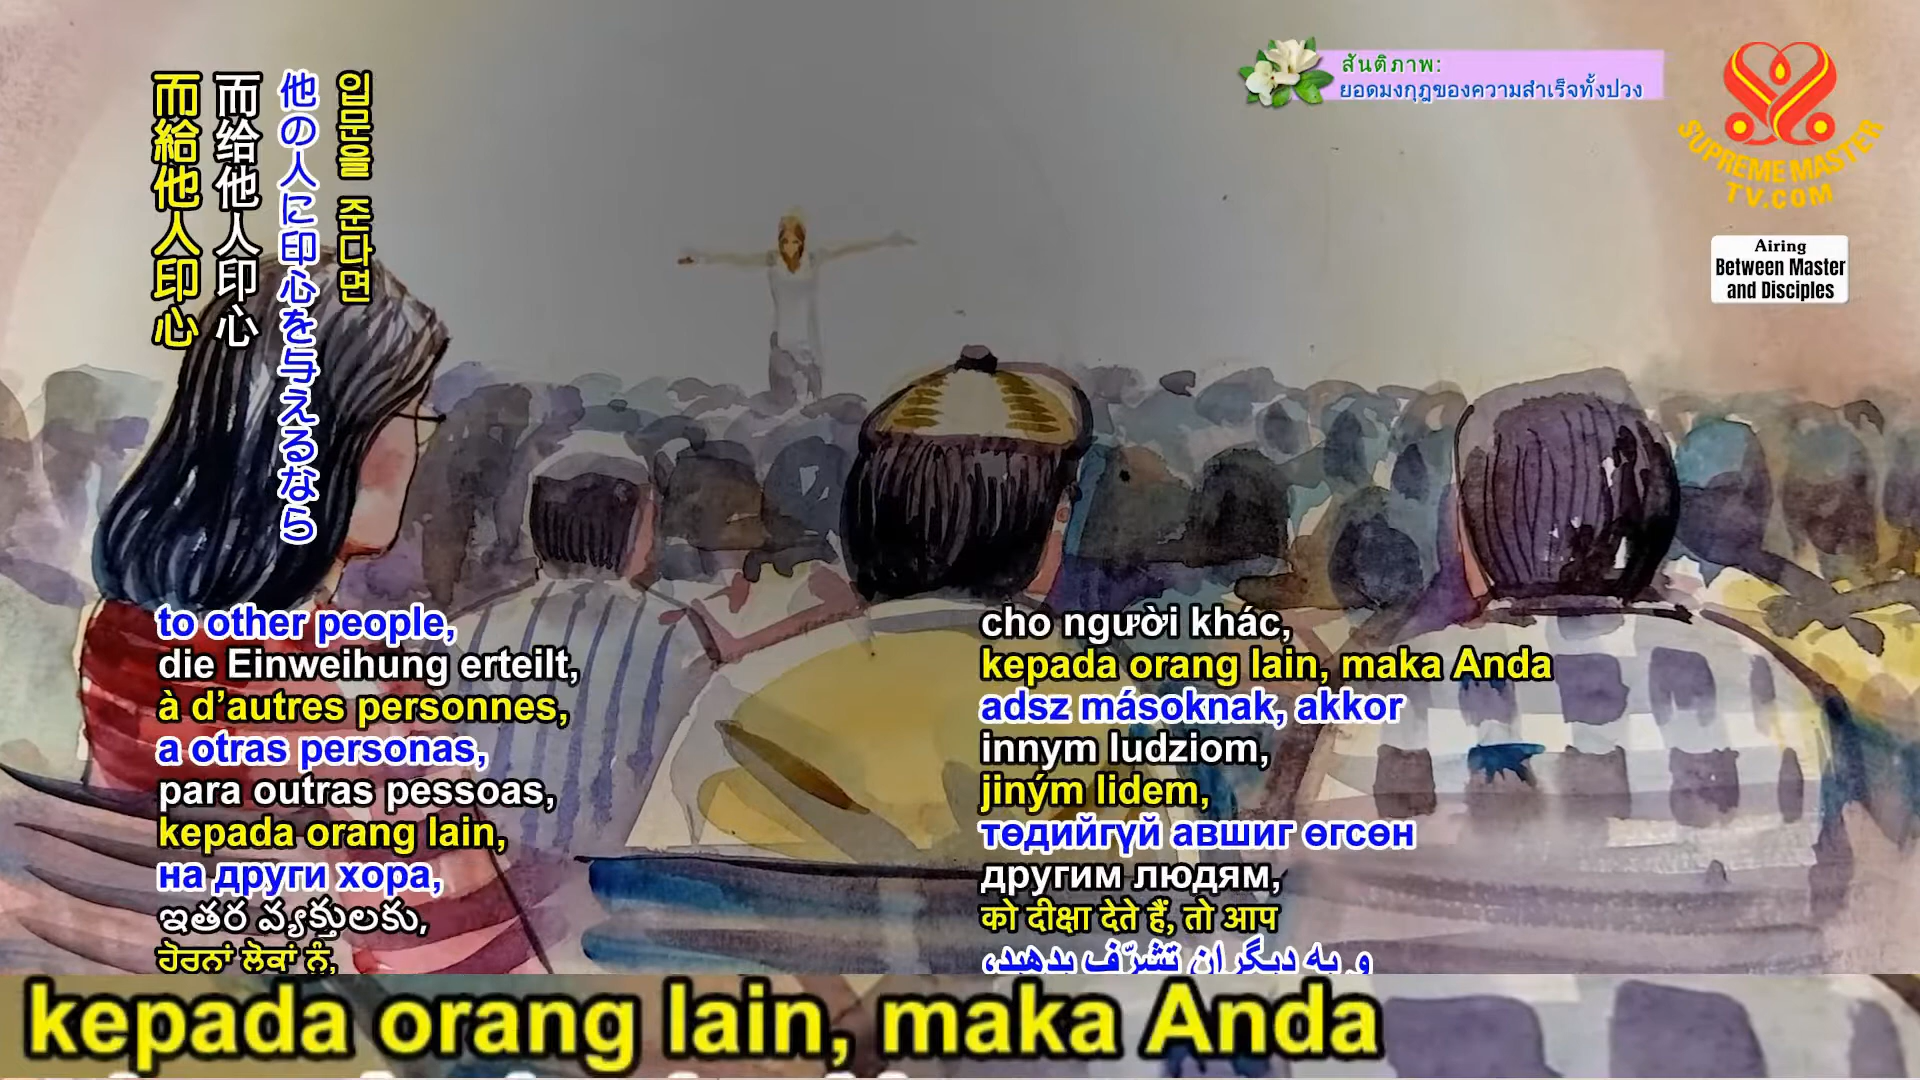 而給他人印心
而给他人印心
他の人に印心を与えるなら
입문을 준다면
สันติภาพ:
ยอดมงกุฎของความสำเร็จทั้งปวง
SUPREME MASTER
TV.COM
Airing
Between Master
and Disciples
to other people,
die Einweihung erteilt,
à d’autres personnes,
a otras personas,
para outras pessoas,
kepada orang lain,
на други хора,
ఇతర వ్యక్తులకు,
ਹੋਰਨਾਂ ਲੋਕਾਂ ਨੂੰ,
cho người khác,
kepada orang lain, maka Anda
adsz másoknak, akkor
innym ludziom,
jiným lidem,
төдийгүй авшиг өгсөн
другим людям,
को दीक्षा देते हैं, तो आप
و به دیگران تشرّف بدهید،
kepada orang lain, maka Anda